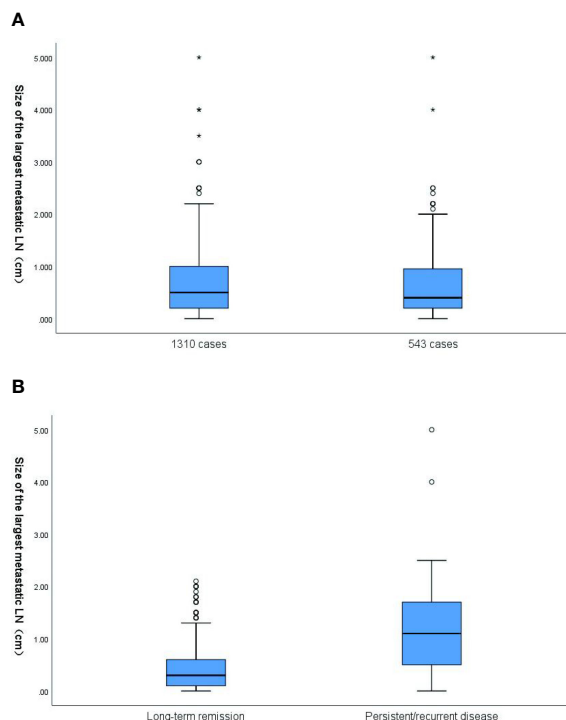 A
Size of the largest metastatic LN（cm）
5.000
4.000
3.000
2.000
1.000
.000
1310 cases
543 cases
B
Size of the largest metastatic LN（cm）
5.00
4.00
3.00
2.00
1.00
.00
Long-term remission
Persistent/recurrent disease